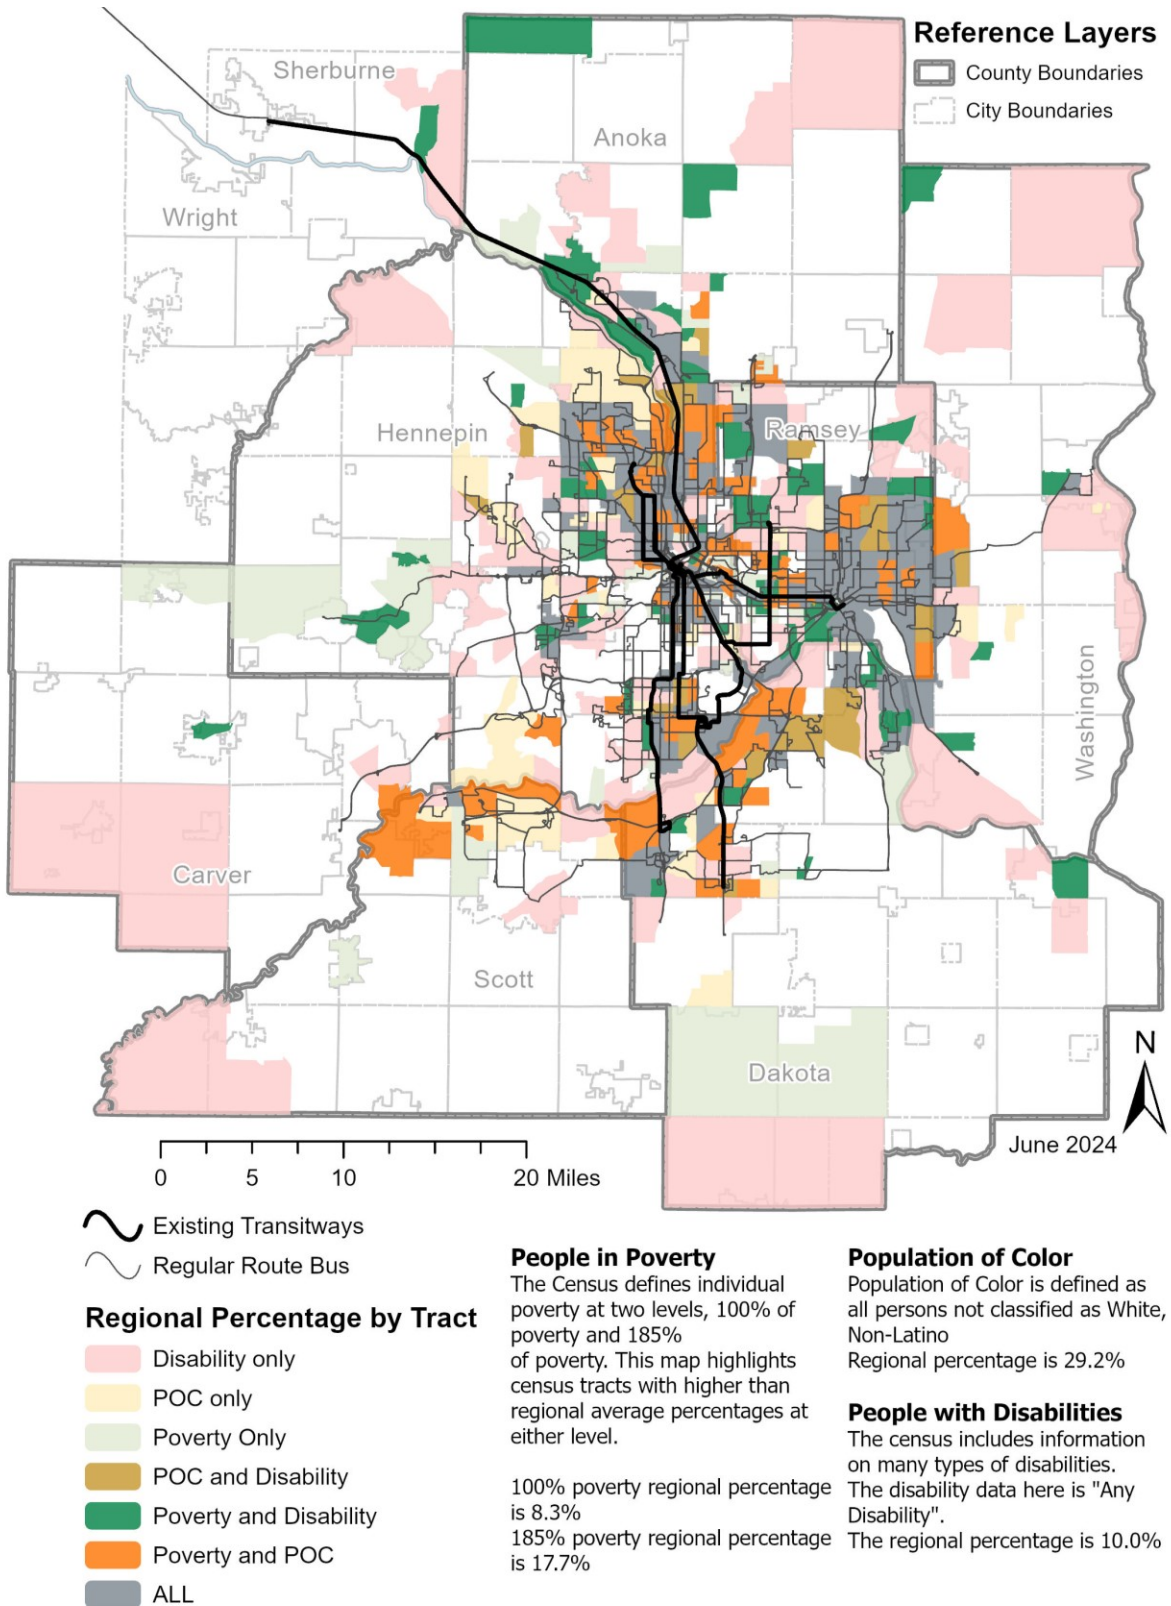 Reference Layers
County Boundaries
City Boundaries
Sherburne
Anoka
Wright
Hennepin
Ramsey
Washington
Carver
Scott
Dakota
N
June 2024
0 5 10 20 Miles
Existing Transitways
Regular Route Bus
Regional Percentage by Tract
Disability only
POC only
Poverty Only
POC and Disability
Poverty and Disability
Poverty and POC
ALL
People in Poverty
The Census defines individual
poverty at two levels, 100% of
poverty and 185%
of poverty. This map highlights
census tracts with higher than
regional average percentages at
either level.
100% poverty regional percentage
is 8.3%
185% poverty regional percentage
is 17.7%
Population of Color
Population of Color is defined as
all persons not classified as White,
Non-Latino
Regional percentage is 29.2%
People with Disabilities
The census includes information
on many types of disabilities.
The disability data here is "Any
Disability".
The regional percentage is 10.0%